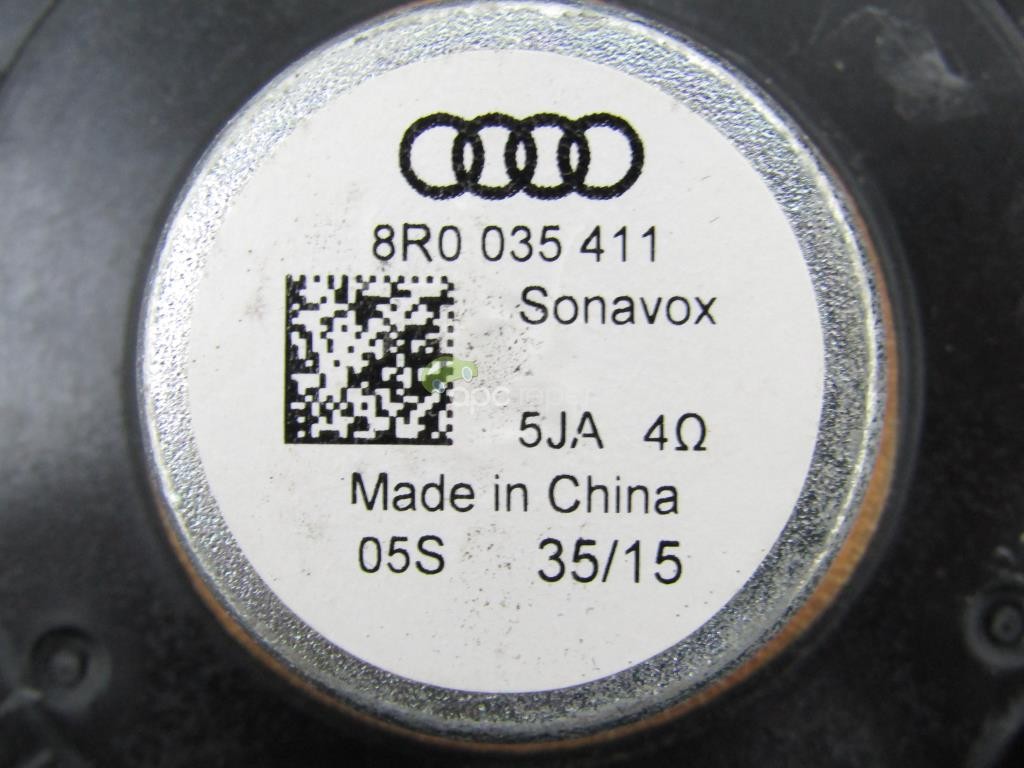 8R0 035 411
Sonavox
5JA 4Ω
Made in China
05S 35/15